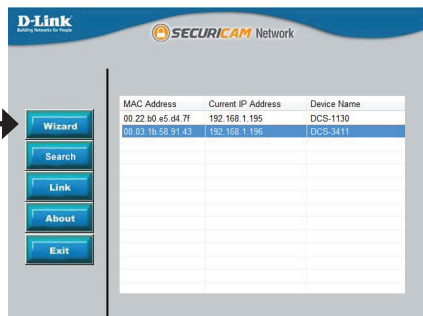 D-Link
Building Networks for People
SECURICAM Network
MAC Address Current IP Address Device Name
00.22.b0.e5.d4.7f 192.168.1.195 DCS-1130
00.03.1b.58.91.43 192.168.1.196 DCS-3411
Wizard
Search
Link
About
Exit